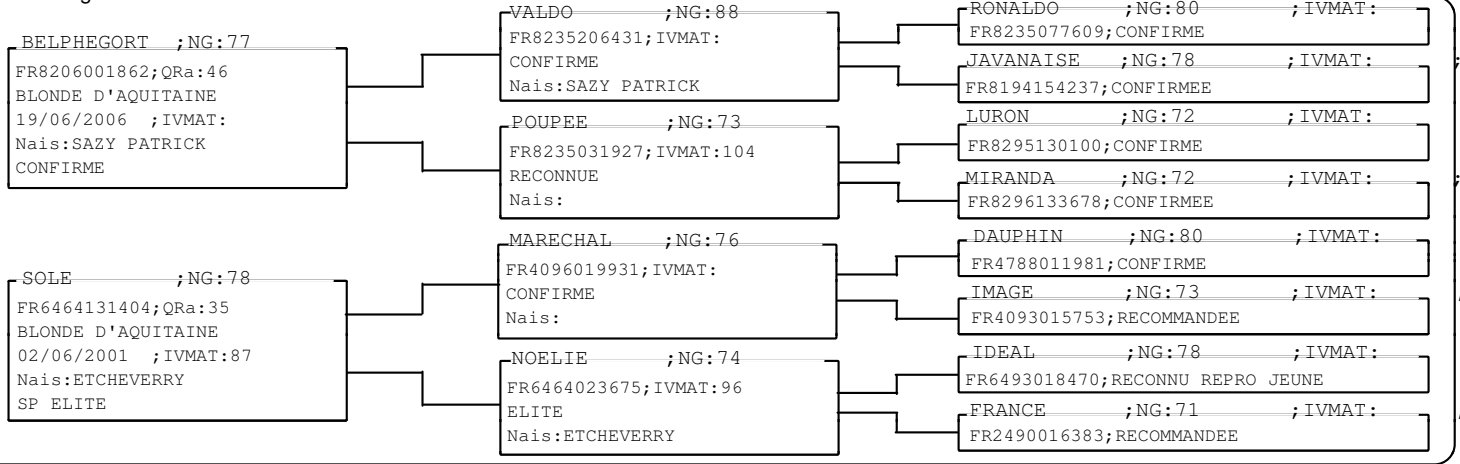 BELPHEGORT ;NG:77
FR8206001862;QRa:46
BLONDE D'AQUITAINE
19/06/2006 ;IVMAT:
Nais:SAZY PATRICK
CONFIRME
SOLE ;NG:78
FR6464131404;QRa:35
BLONDE D'AQUITAINE
02/06/2001 ;IVMAT:87
Nais:ETCHEVERRY
SP ELITE
VALDO ;NG:88
FR8235206431;IVMAT:
CONFIRME
Nais:SAZY PATRICK
POUPEE ;NG:73
FR8235031927;IVMAT:104
RECONNUE
Nais:
MARECHAL ;NG:76
FR4096019931;IVMAT:
CONFIRME
Nais:
NOELIE ;NG:74
FR6464023675;IVMAT:96
ELITE
Nais:ETCHEVERRY
RONALDO ;NG:80 ;IVMAT:
FR8235077609;CONFIRME
JAVANAISE ;NG:78 ;IVMAT:
FR8194154237;CONFIRMEE
LURON ;NG:72 ;IVMAT:
FR8295130100;CONFIRME
MIRANDA ;NG:72 ;IVMAT:
FR8296133678;CONFIRMEE
DAUPHIN ;NG:80 ;IVMAT:
FR4788011981;CONFIRME
IMAGE ;NG:73 ;IVMAT:
FR4093015753;RECOMMANDEE
IDEAL ;NG:78 ;IVMAT:
FR6493018470;RECONNU REPRO JEUNE
FRANCE ;NG:71 ;IVMAT:
FR2490016383;RECOMMANDEE